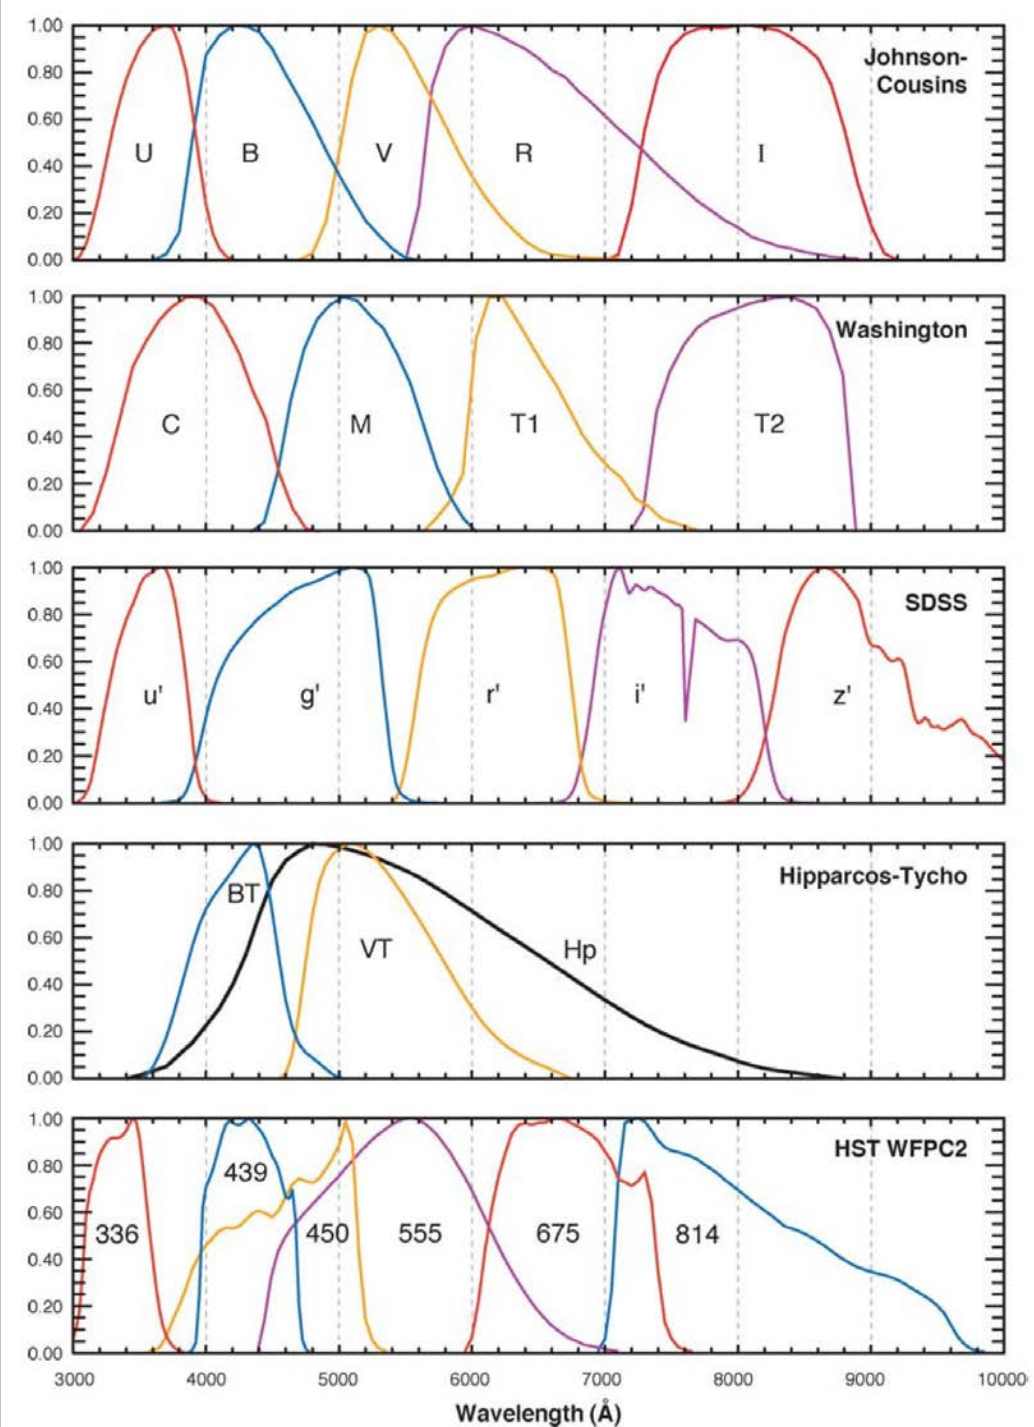 1.00
0.80
0.60
0.40
0.20
0.00
U
B
V
R
I
Johnson-
Cousins
1.00
0.80
0.60
0.40
0.20
0.00
C
M
T1
T2
Washington
1.00
0.80
0.60
0.40
0.20
0.00
u'
g'
r'
i'
z'
SDSS
1.00
0.80
0.60
0.40
0.20
0.00
BT
VT
Hp
Hipparcos-Tycho
1.00
0.80
0.60
0.40
0.20
0.00
336
439
450
555
675
814
HST WFPC2
3000 4000 5000 6000 7000 8000 9000 10000
Wavelength (Å)